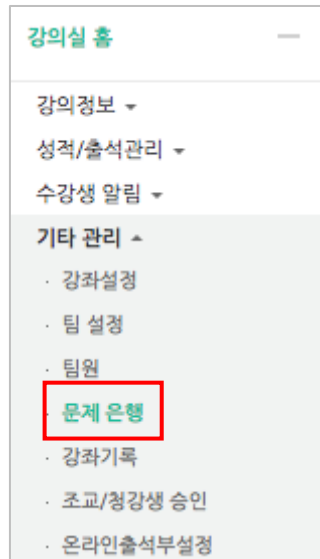 강의실 홈
강의정보
성적/출석관리
수강생 알림
기타 관리
· 강좌설정
· 팀 설정
· 팀원
· 문제 은행
· 강좌기록
· 조교/청강생 승인
· 온라인출석부설정